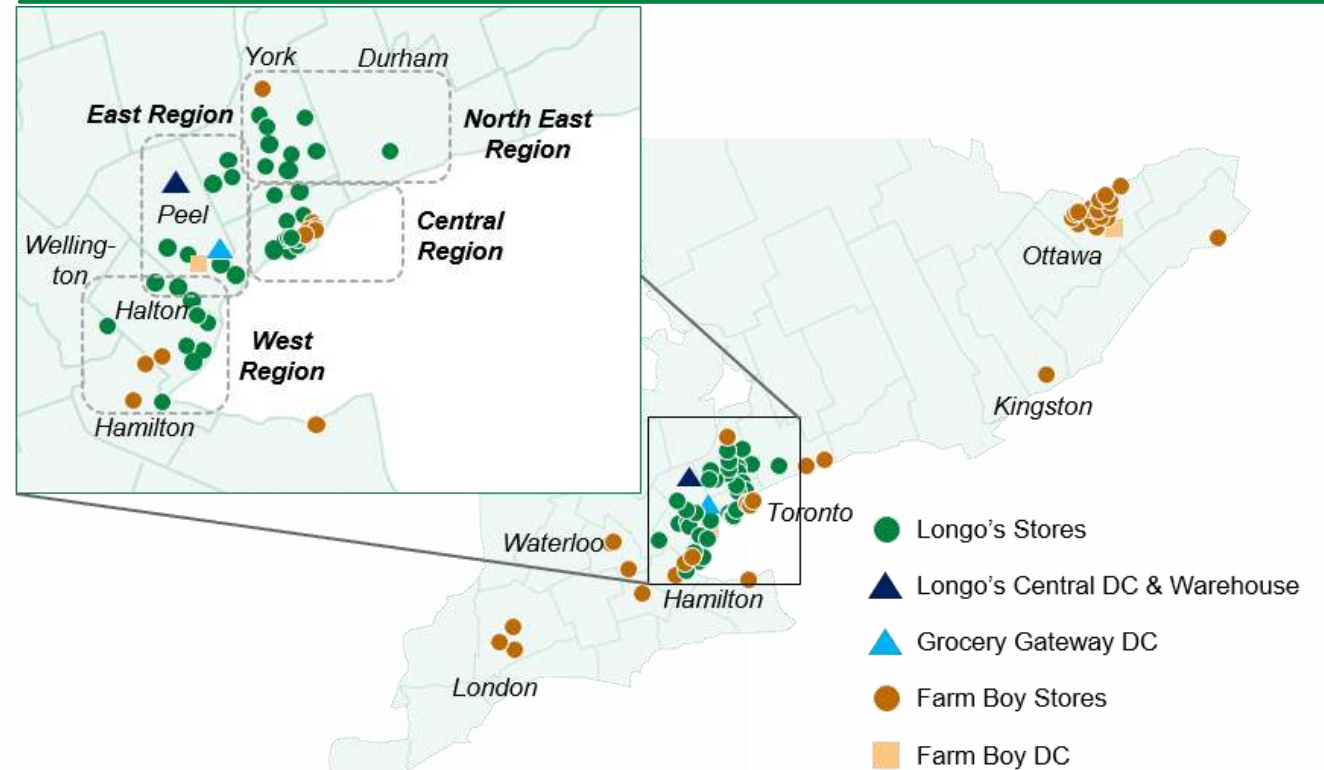 York
Durham
East Region
North East
Region
Peel
Central
Region
Welling-
ton
Halton
West
Region
Hamilton
Ottawa
Kingston
Toronto
Waterloo
Hamilton
London
Longo's Stores
Longo's Central DC & Warehouse
Grocery Gateway DC
Farm Boy Stores
Farm Boy DC